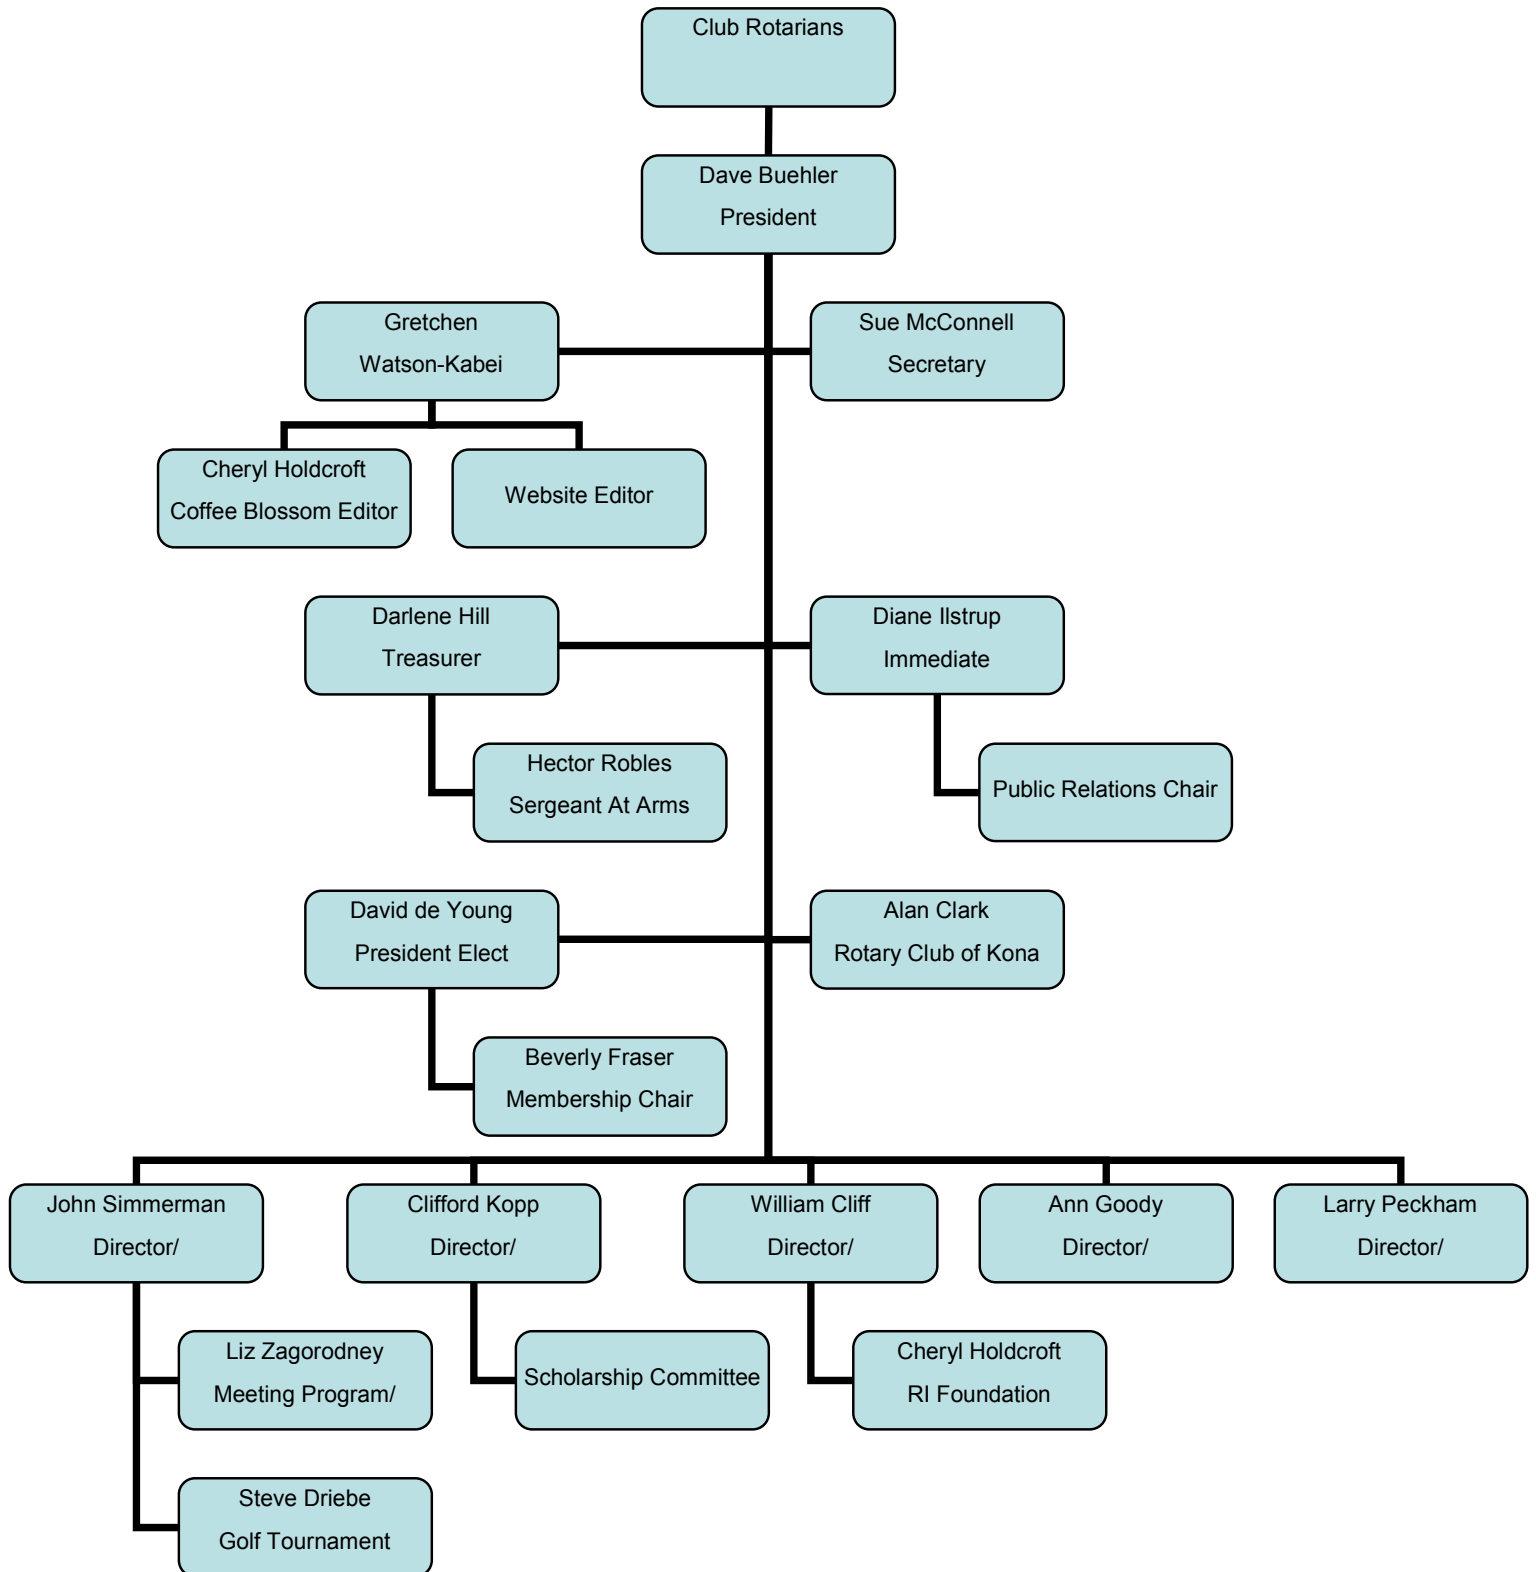 Club Rotarians
Dave Buehler
President
Gretchen
Watson-Kabei
Sue McConnell
Secretary
Cheryl Holdcroft
Coffee Blossom Editor
Website Editor
Darlene Hill
Treasurer
Diane Ilstrup
Immediate
Hector Robles
Sergeant At Arms
Public Relations Chair
David de Young
President Elect
Alan Clark
Rotary Club of Kona
Beverly Fraser
Membership Chair
John Simmerman
Director/
Clifford Kopp
Director/
William Cliff
Director/
Ann Goody
Director/
Larry Peckham
Director/
Liz Zagorodney
Meeting Program/
Scholarship Committee
Cheryl Holdcroft
RI Foundation
Steve Driebe
Golf Tournament